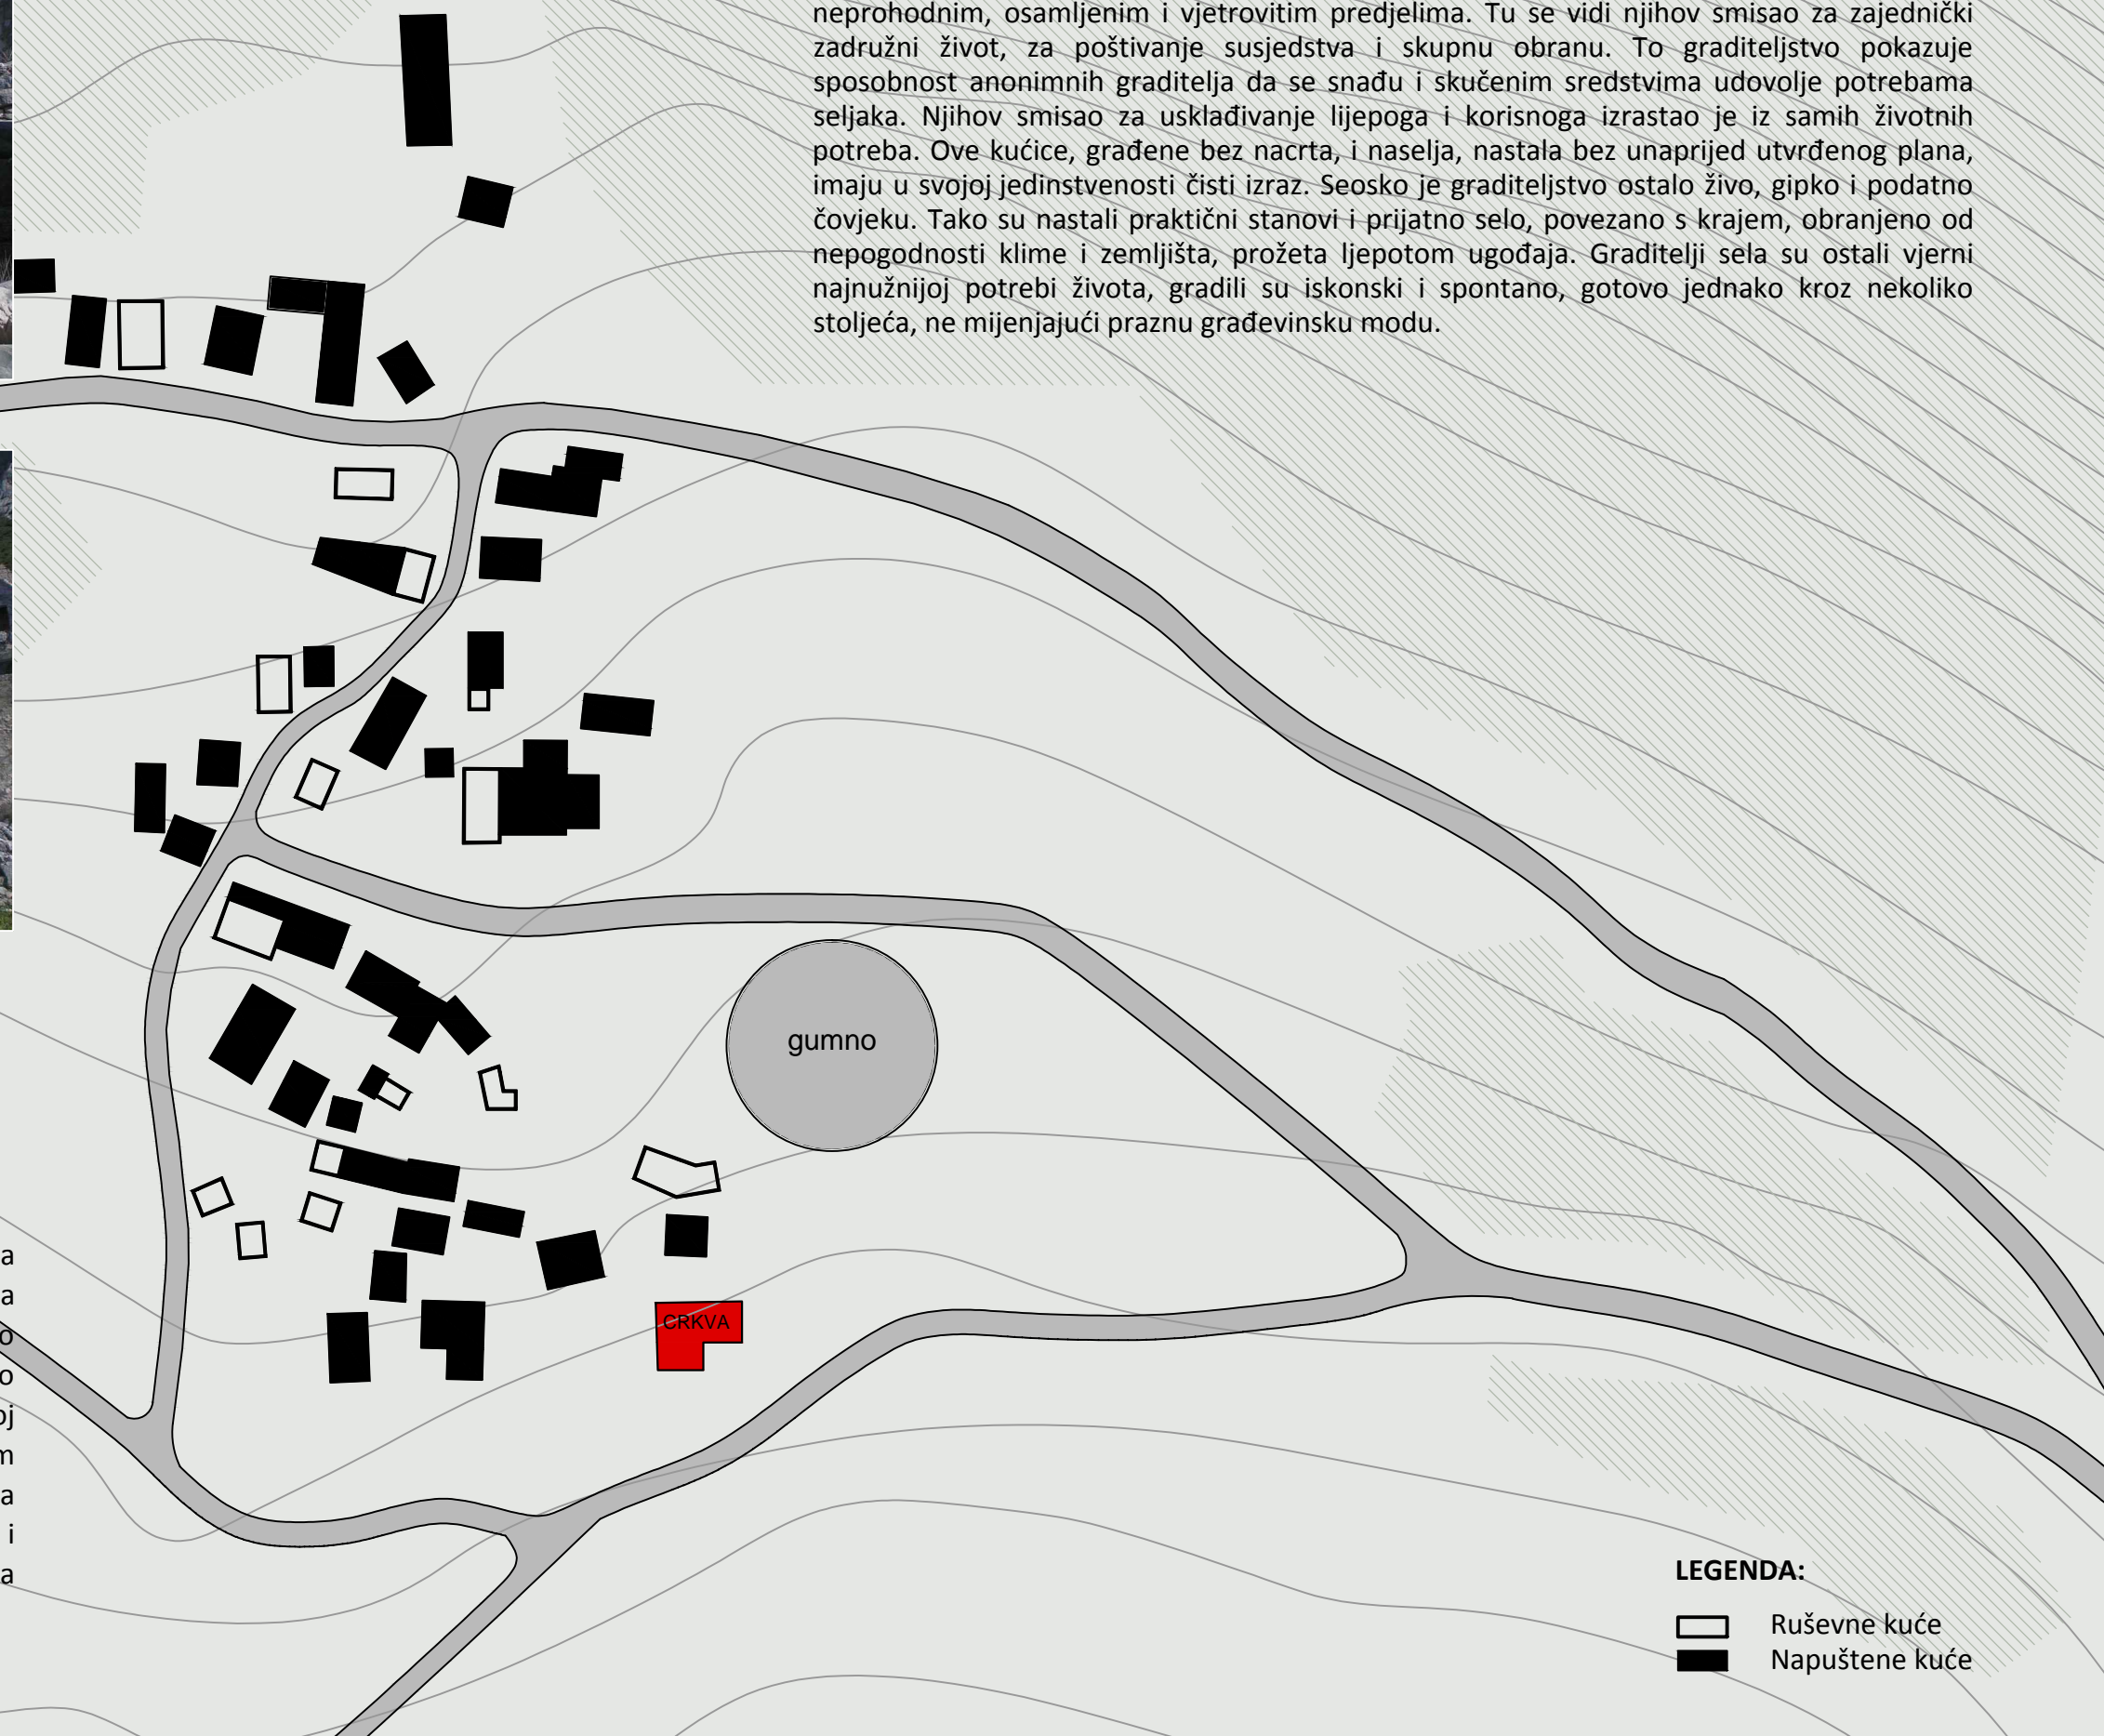 neprohodnim, osamljenim i vjetrovitim predjelima. Tu se vidi njihov smisao za zajednički
zadružni život, za poštivanje susjedstva i skupnu obranu. To graditeljstvo pokazuje
sposobnost anonimnih graditelja da se snađu i skučenim sredstvima udovolje potrebama
seljaka. Njihov smisao za usklađivanje lijepoga i korisnoga izrastao je iz samih životnih
potreba. Ove kućice, građene bez nacrta, i naselja, nastala bez unaprijed utvrđenog plana,
imaju u svojoj jedinstvenosti čisti izraz. Seosko je graditeljstvo ostalo živo, gipko i podatno
čovjeku. Tako su nastali praktični stanovi i prijatno selo, povezano s krajem, obranjeno od
nepogodnosti klime i zemljišta, prožeta ljepotom ugođaja. Graditelji sela su ostali vjerni
najnužnijoj potrebi života, gradili su iskonski i spontano, gotovo jednako kroz nekoliko
stoljeća, ne mijenjajući praznu građevinsku modu.
gumno
CRKVA
a
a
o
o
oj
m
a
i
a
LEGENDA:
Ruševne kuće
Napuštene kuće